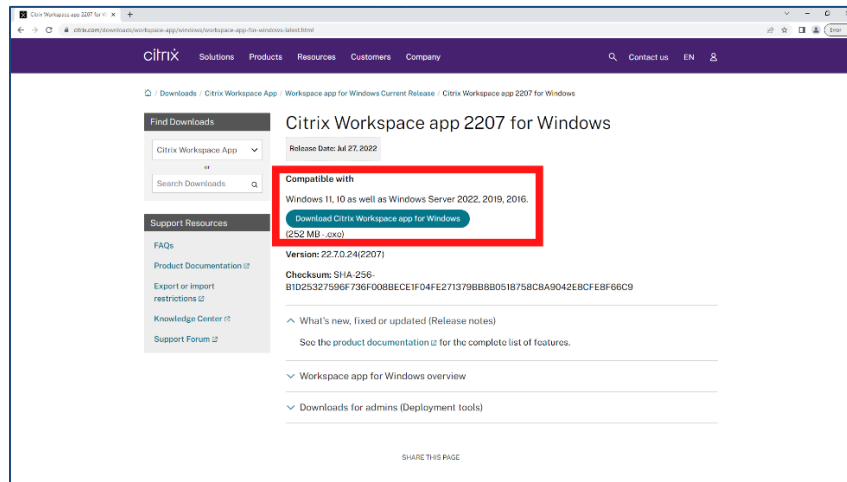 Citrix Workspace app 2207 for Wi
citrix.com/downloads/workspace-app/windows/workspace-app-for-windows-latest.html
Error
citrix
Solutions Products Resources Customers Company Contact us EN
/ Downloads / Citrix Workspace App / Workspace app for Windows Current Release / Citrix Workspace app 2207 for Windows
Find Downloads
Citrix Workspace App
or
Search Downloads
Support Resources
FAQs
Product Documentation
Export or import
restrictions
Knowledge Center
Support Forum
Citrix Workspace app 2207 for Windows
Release Date: Jul 27, 2022
Compatible with
Windows 11, 10 as well as Windows Server 2022, 2019, 2016.
Download Citrix Workspace app for Windows
(252 MB - .exe)
Version: 22.7.0.24(2207)
Checksum: SHA-256-
B1D25327596F736F008BECE1F04FE271379BB8B0518758C8A9042E8CFE8F66C9
What's new, fixed or updated (Release notes)
See the product documentation for the complete list of features.
Workspace app for Windows overview
Downloads for admins (Deployment tools)
SHARE THIS PAGE